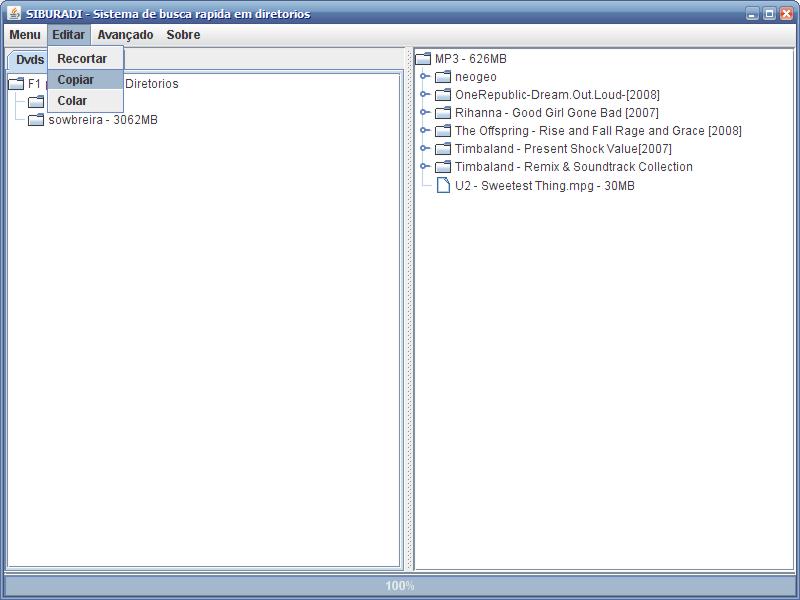 SIBURADI - Sistema de busca rapida em diretorios
Menu Editar Avançado Sobre
Dvds
Recortar
Copiar
Colar
F1 Diretorios
sowbreira - 3062MB
MP3 - 626MB
neogeo
OneRepublic-Dream.Out.Loud-[2008]
Rihanna - Good Girl Gone Bad [2007]
The Offspring - Rise and Fall Rage and Grace [2008]
Timbaland - Present Shock Value[2007]
Timbaland - Remix & Soundtrack Collection
U2 - Sweetest Thing.mpg - 30MB
100%